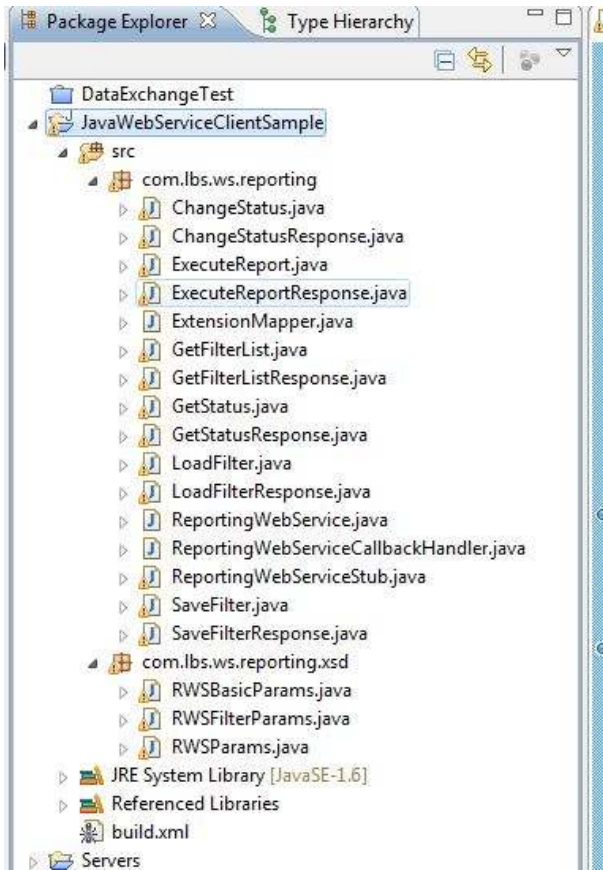 Package Explorer Type Hierarchy
DataExchangeTest
JavaWebServiceClientSample
src
com.lbs.ws.reporting
ChangeStatus.java
ChangeStatusResponse.java
ExecuteReport.java
ExecuteReportResponse.java
ExtensionMapper.java
GetFilterList.java
GetFilterListResponse.java
GetStatus.java
GetStatusResponse.java
LoadFilter.java
LoadFilterResponse.java
ReportingWebService.java
ReportingWebServiceCallbackHandler.java
ReportingWebServiceStub.java
SaveFilter.java
SaveFilterResponse.java
com.lbs.ws.reporting.xsd
RWSBasicParams.java
RWSFilterParams.java
RWSParams.java
JRE System Library [JavaSE-1.6]
Referenced Libraries
build.xml
Servers